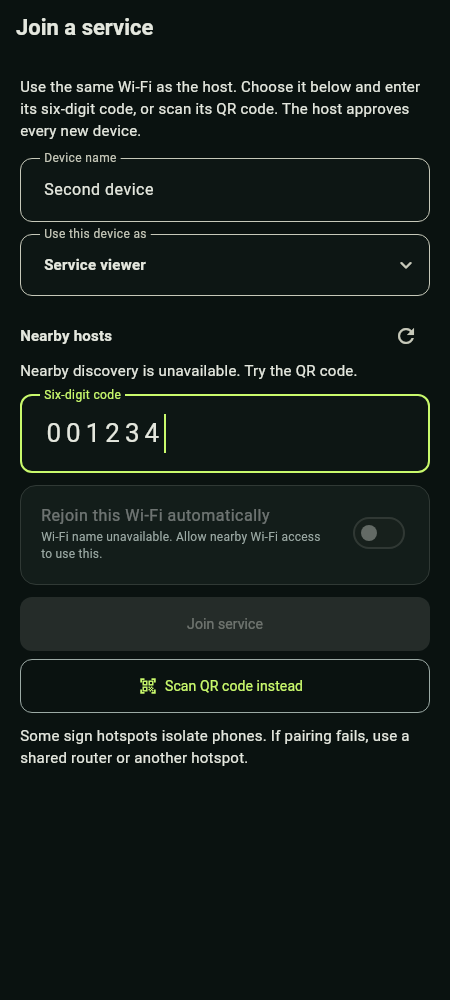 Join a service
Use the same Wi-Fi as the host. Choose it below and enter
its six-digit code, or scan its QR code. The host approves
every new device.
Device name
Second device
Use this device as
Service viewer
Nearby hosts
Nearby discovery is unavailable. Try the QR code.
Six-digit code
001234
Rejoin this Wi-Fi automatically
Wi-Fi name unavailable. Allow nearby Wi-Fi access
to use this.
Join service
Scan QR code instead
Some sign hotspots isolate phones. If pairing fails, use a
shared router or another hotspot.